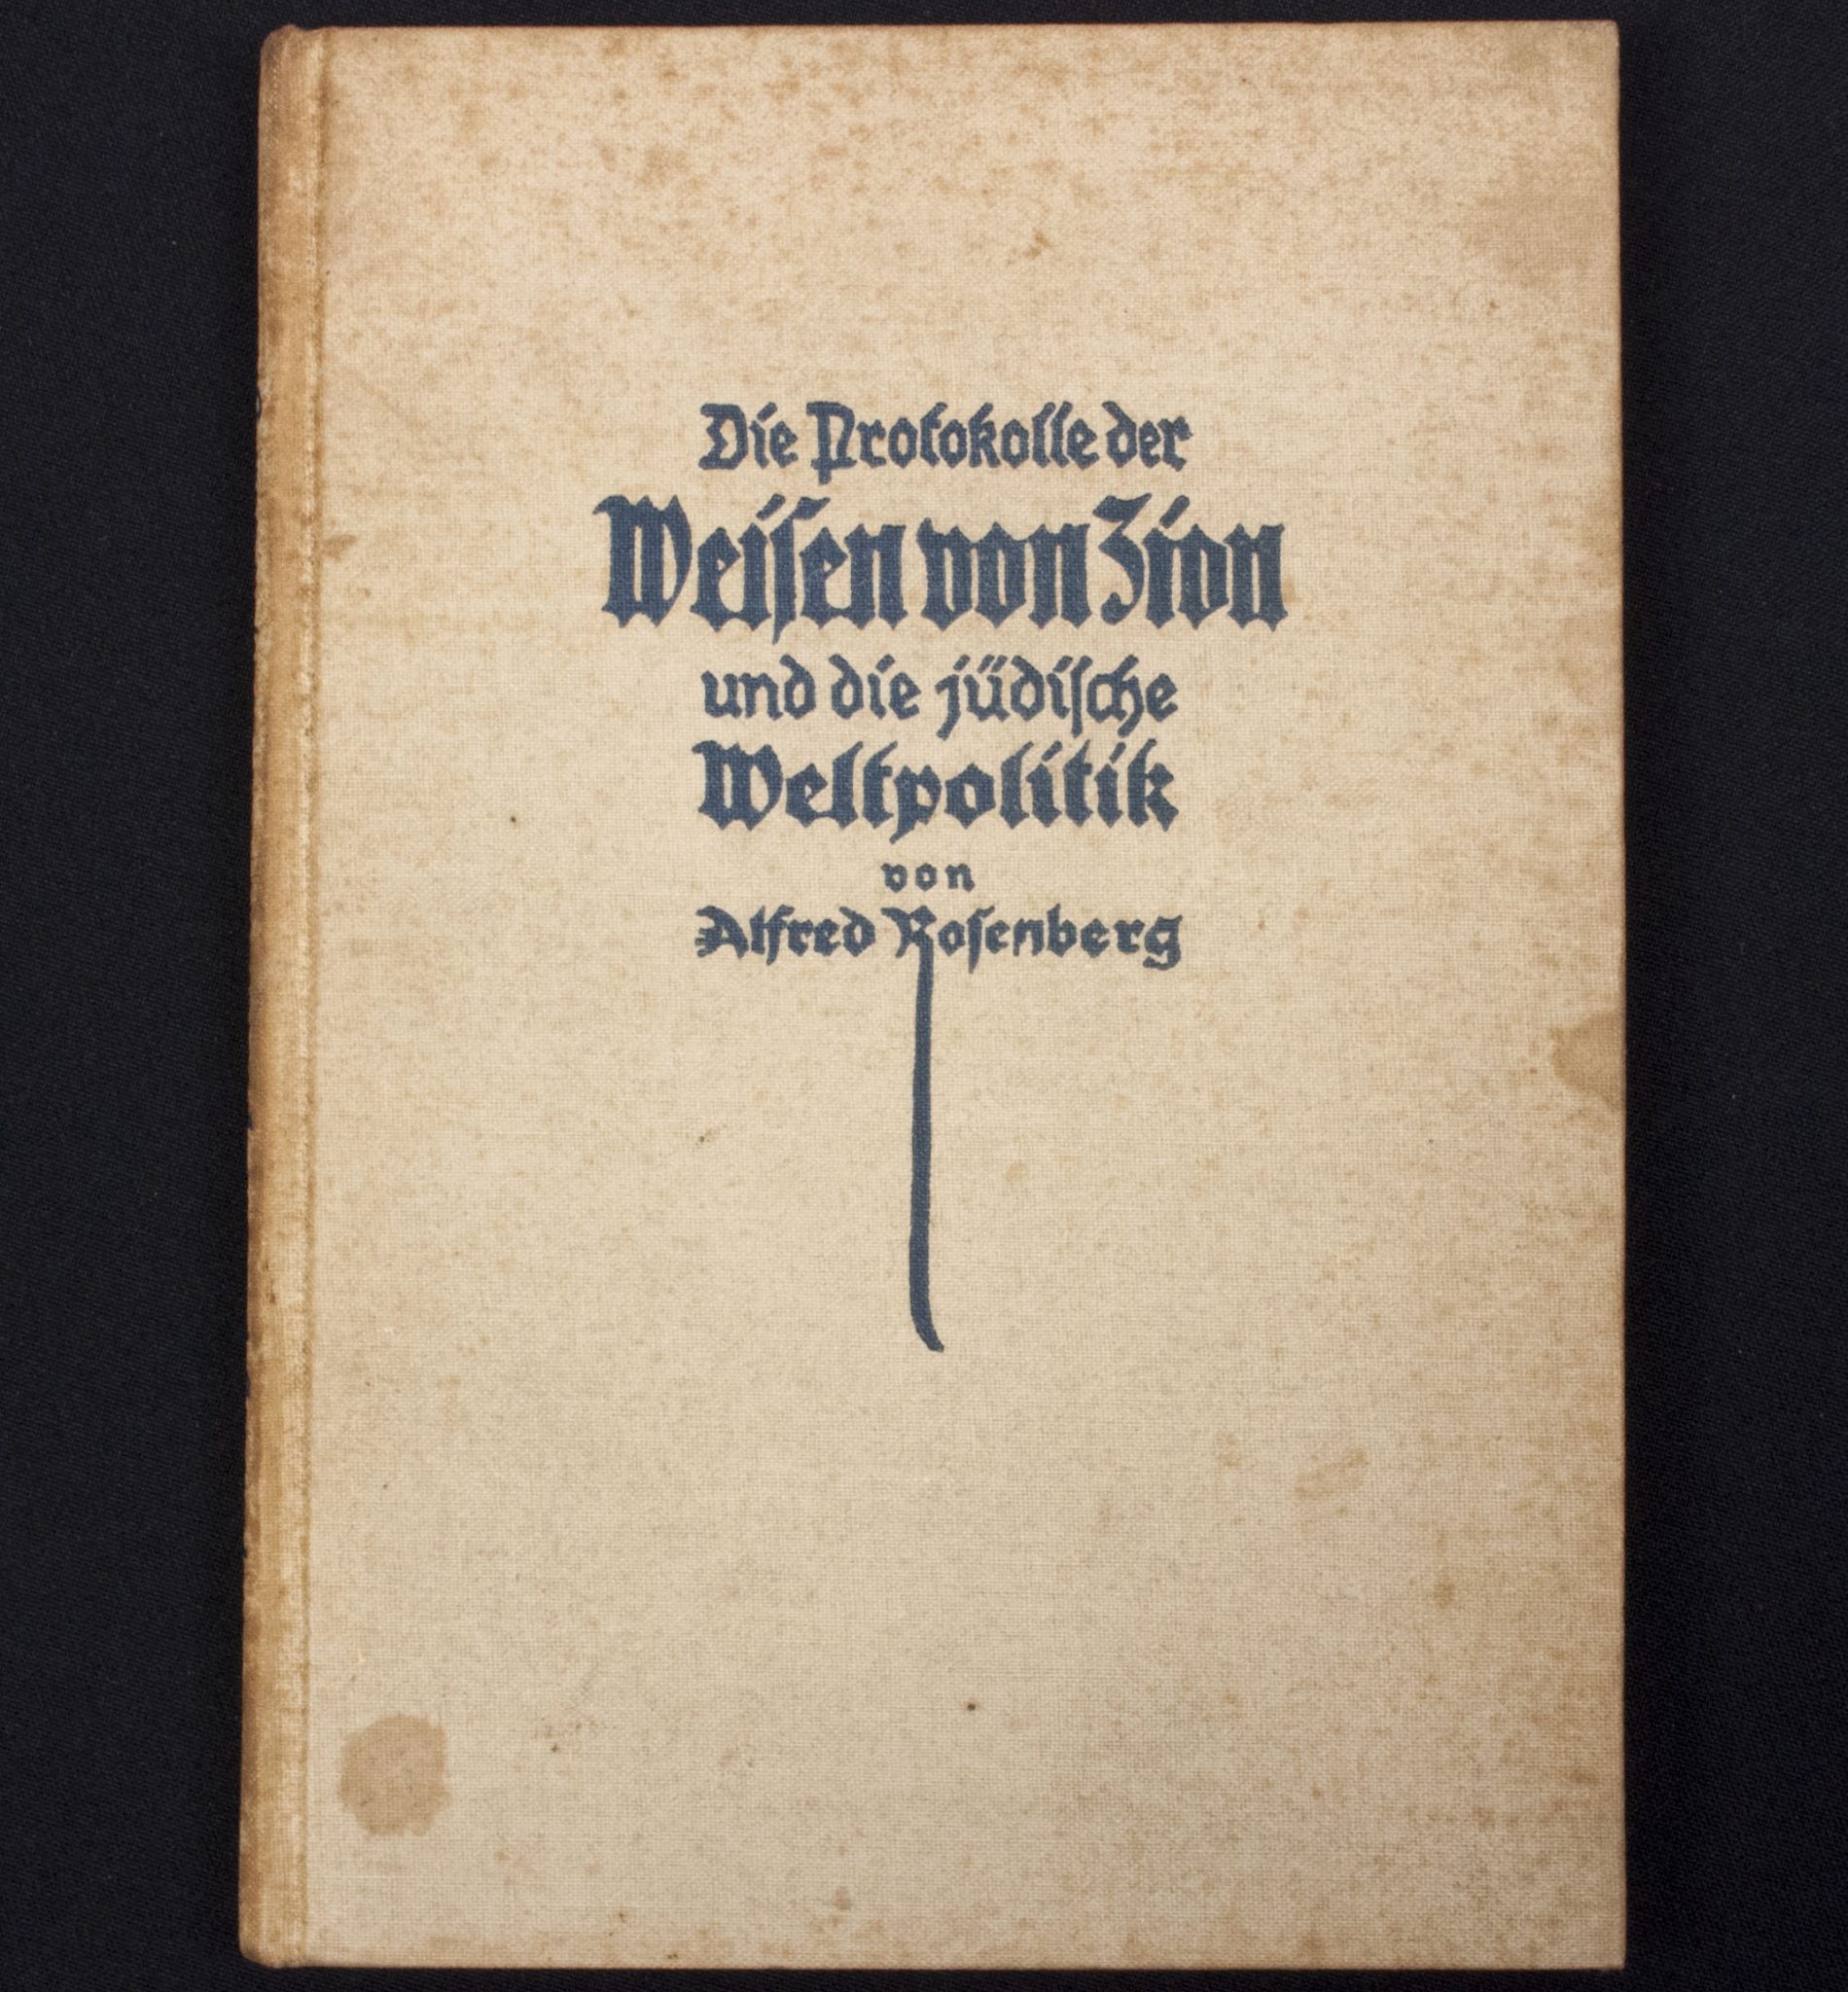 Die Protokolle der
Weisen von Zion
und die jüdische
Weltpolitik
von
Alfred Rosenberg